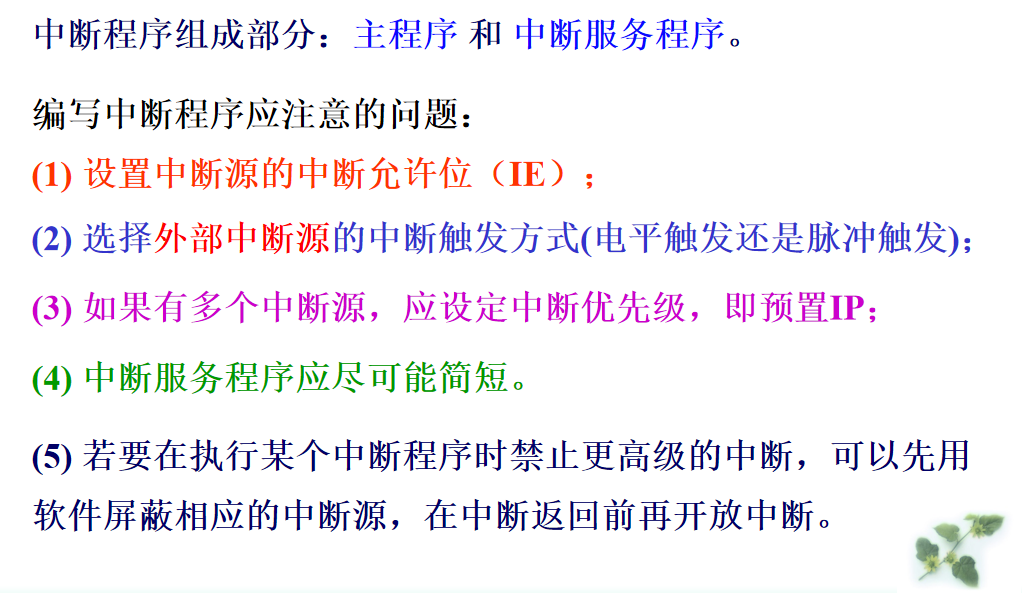 中断程序组成部分：主程序 和 中断服务程序。
编写中断程序应注意的问题：
(1) 设置中断源的中断允许位（IE）；
(2) 选择外部中断源的中断触发方式(电平触发还是脉冲触发)；
(3) 如果有多个中断源，应设定中断优先级，即预置IP；
(4) 中断服务程序应尽可能简短。
(5) 若要在执行某个中断程序时禁止更高级的中断，可以先用
软件屏蔽相应的中断源，在中断返回前再开放中断。